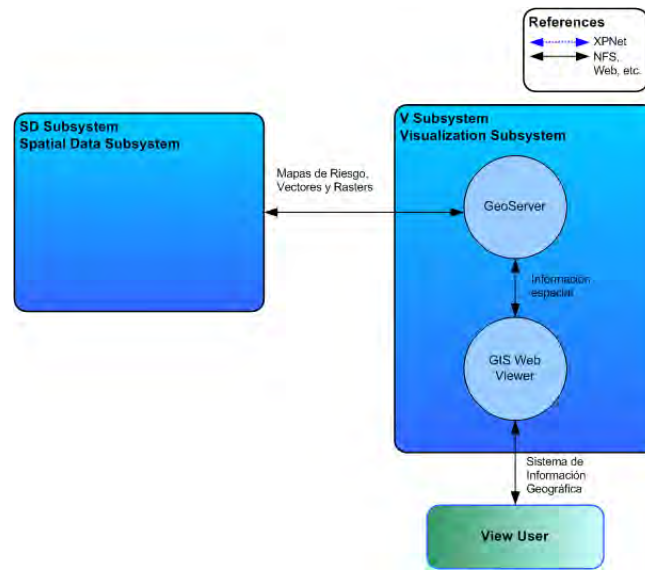 References
XPNet
NFS,
Web, etc.
SD Subsystem
Spatial Data Subsystem
V Subsystem
Visualization Subsystem
Mapas de Riesgo,
Vectores y Rasters
GeoServer
Información
espacial
GIS Web
Viewer
Sistema de
Información
Geográfica
View User